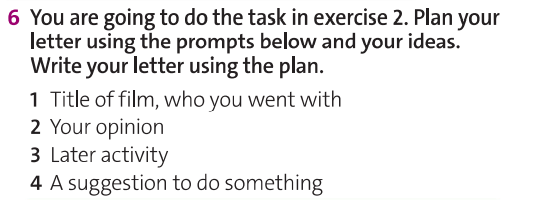 6 You are going to do the task in exercise 2. Plan your
letter using the prompts below and your ideas.
Write your letter using the plan.
1 Title of film, who you went with
2 Your opinion
3 Later activity
4 A suggestion to do something